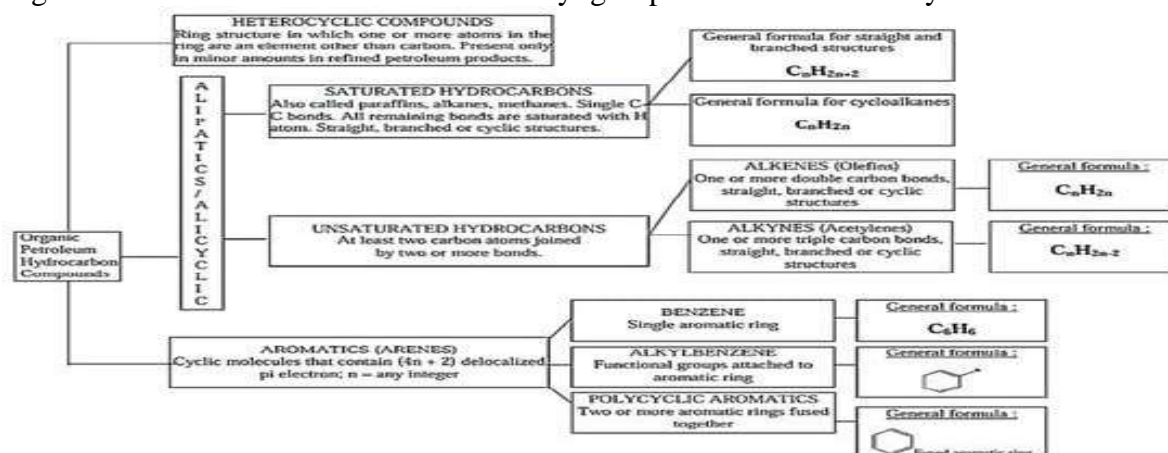 HETEROCYCLIC COMPOUNDS
Ring structure in which one or more atoms in the
ring are an element other than carbon. Present only
in minor amounts in refined petroleum products.
General formula for straight and
branched structures
CₙH₂ₙ₊₂
SATURATED HYDROCARBONS
Also called paraffins, alkanes, methanes. Single C-
C bonds. All remaining bonds are saturated with H
atom. Straight, branched or cyclic structures.
General formula for cycloalkanes
CₙH₂ₙ
ALIPATICS/ALICYCLIC
ALKENES (Olefins)
One or more double carbon bonds,
straight, branched or cyclic
structures
General formula :
CₙH₂ₙ
UNSATURATED HYDROCARBONS
At least two carbon atoms joined
by two or more bonds.
ALKYNES (Acetylenes)
One or more triple carbon bonds,
straight, branched or cyclic
structures
General formula :
CₙH₂ₙ₋₂
Organic
Petroleum
Hydrocarbon
Compounds
BENZENE
Single aromatic ring
General formula :
C₆H₆
AROMATICS (ARENES)
Cyclic molecules that contain (4n + 2) delocalized
pi electron; n = any integer
ALKYLBENZENE
Functional groups attached to
aromatic ring
General formula :
POLYCYCLIC AROMATICS
Two or more aromatic rings fused
together
General formula :
Fused aromatic ring